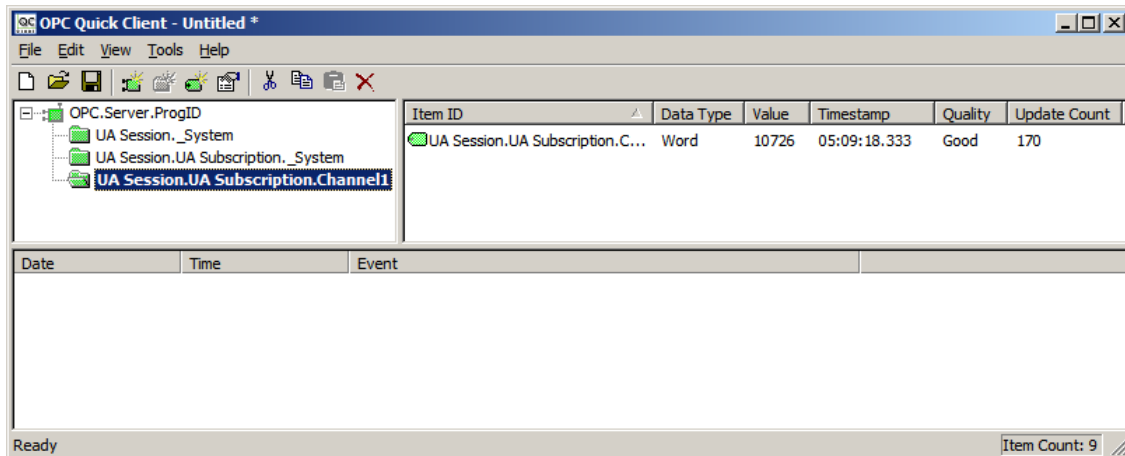 OPC Quick Client - Untitled *
File Edit View Tools Help
OPC.Server.ProgID
UA Session._System
UA Session.UA Subscription._System
UA Session.UA Subscription.Channel1
Item ID Data Type Value Timestamp Quality Update Count
UA Session.UA Subscription.C... Word 10726 05:09:18.333 Good 170
Date Time Event
Ready Item Count: 9